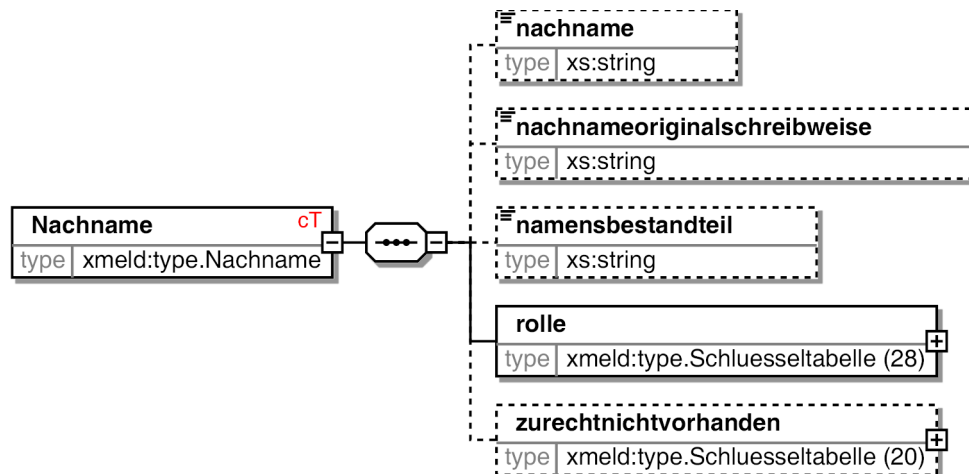 nachname
type xs:string
nachnameoriginalschreibweise
type xs:string
Nachname cT
type xmeld:type.Nachname
namensbestandteil
type xs:string
rolle
type xmeld:type.Schluesseltabelle (28)
zurechtnichtvorhanden
type xmeld:type.Schluesseltabelle (20)